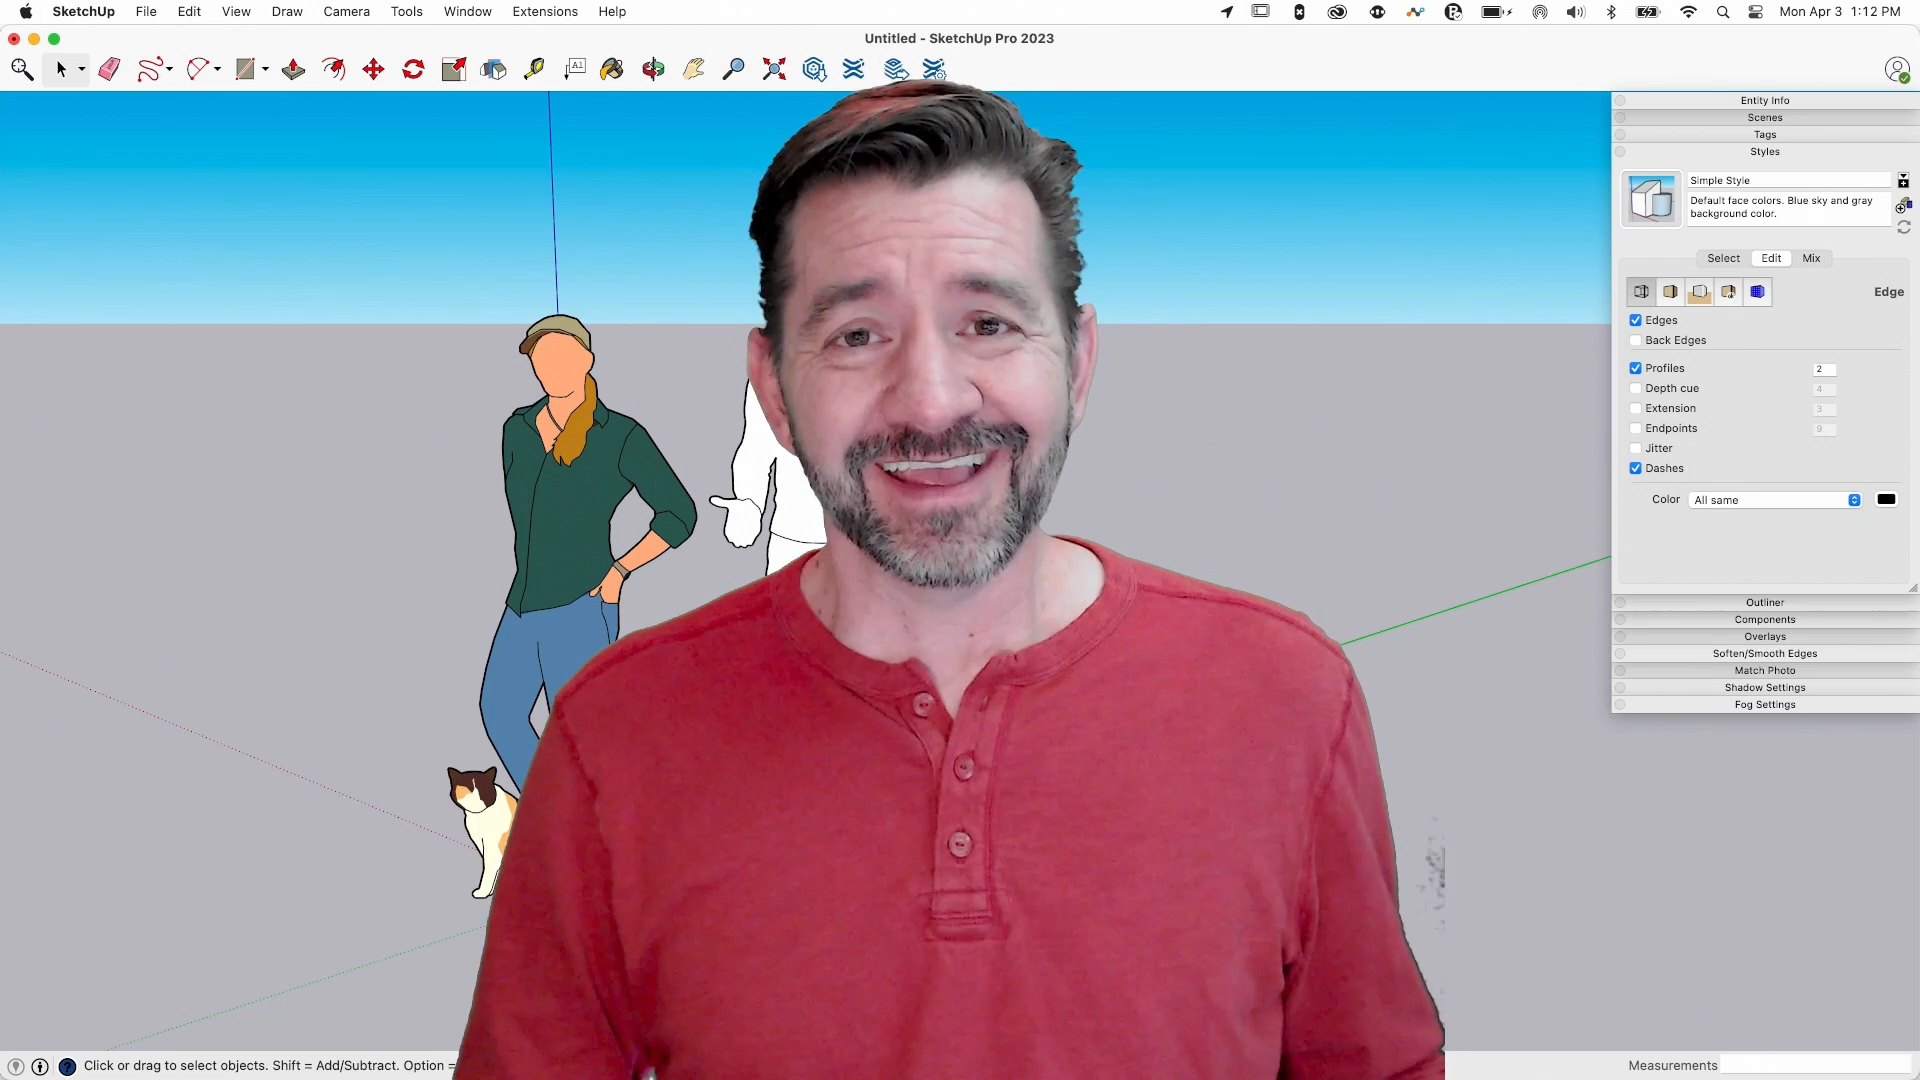 SketchUp File Edit View Draw Camera Tools Window Extensions Help Mon Apr 3 1:12 PM
Untitled - SketchUp Pro 2023
A1
Entity Info
Scenes
Tags
Styles
Simple Style
Default face colors. Blue sky and gray
background color.
Select Edit Mix
Edge
Edges
Back Edges
Profiles 2
Depth cue 4
Extension 3
Endpoints 9
Jitter
Dashes
Color All same
Outliner
Components
Overlays
Soften/Smooth Edges
Match Photo
Shadow Settings
Fog Settings
Click or drag to select objects. Shift = Add/Subtract. Option =
Measurements